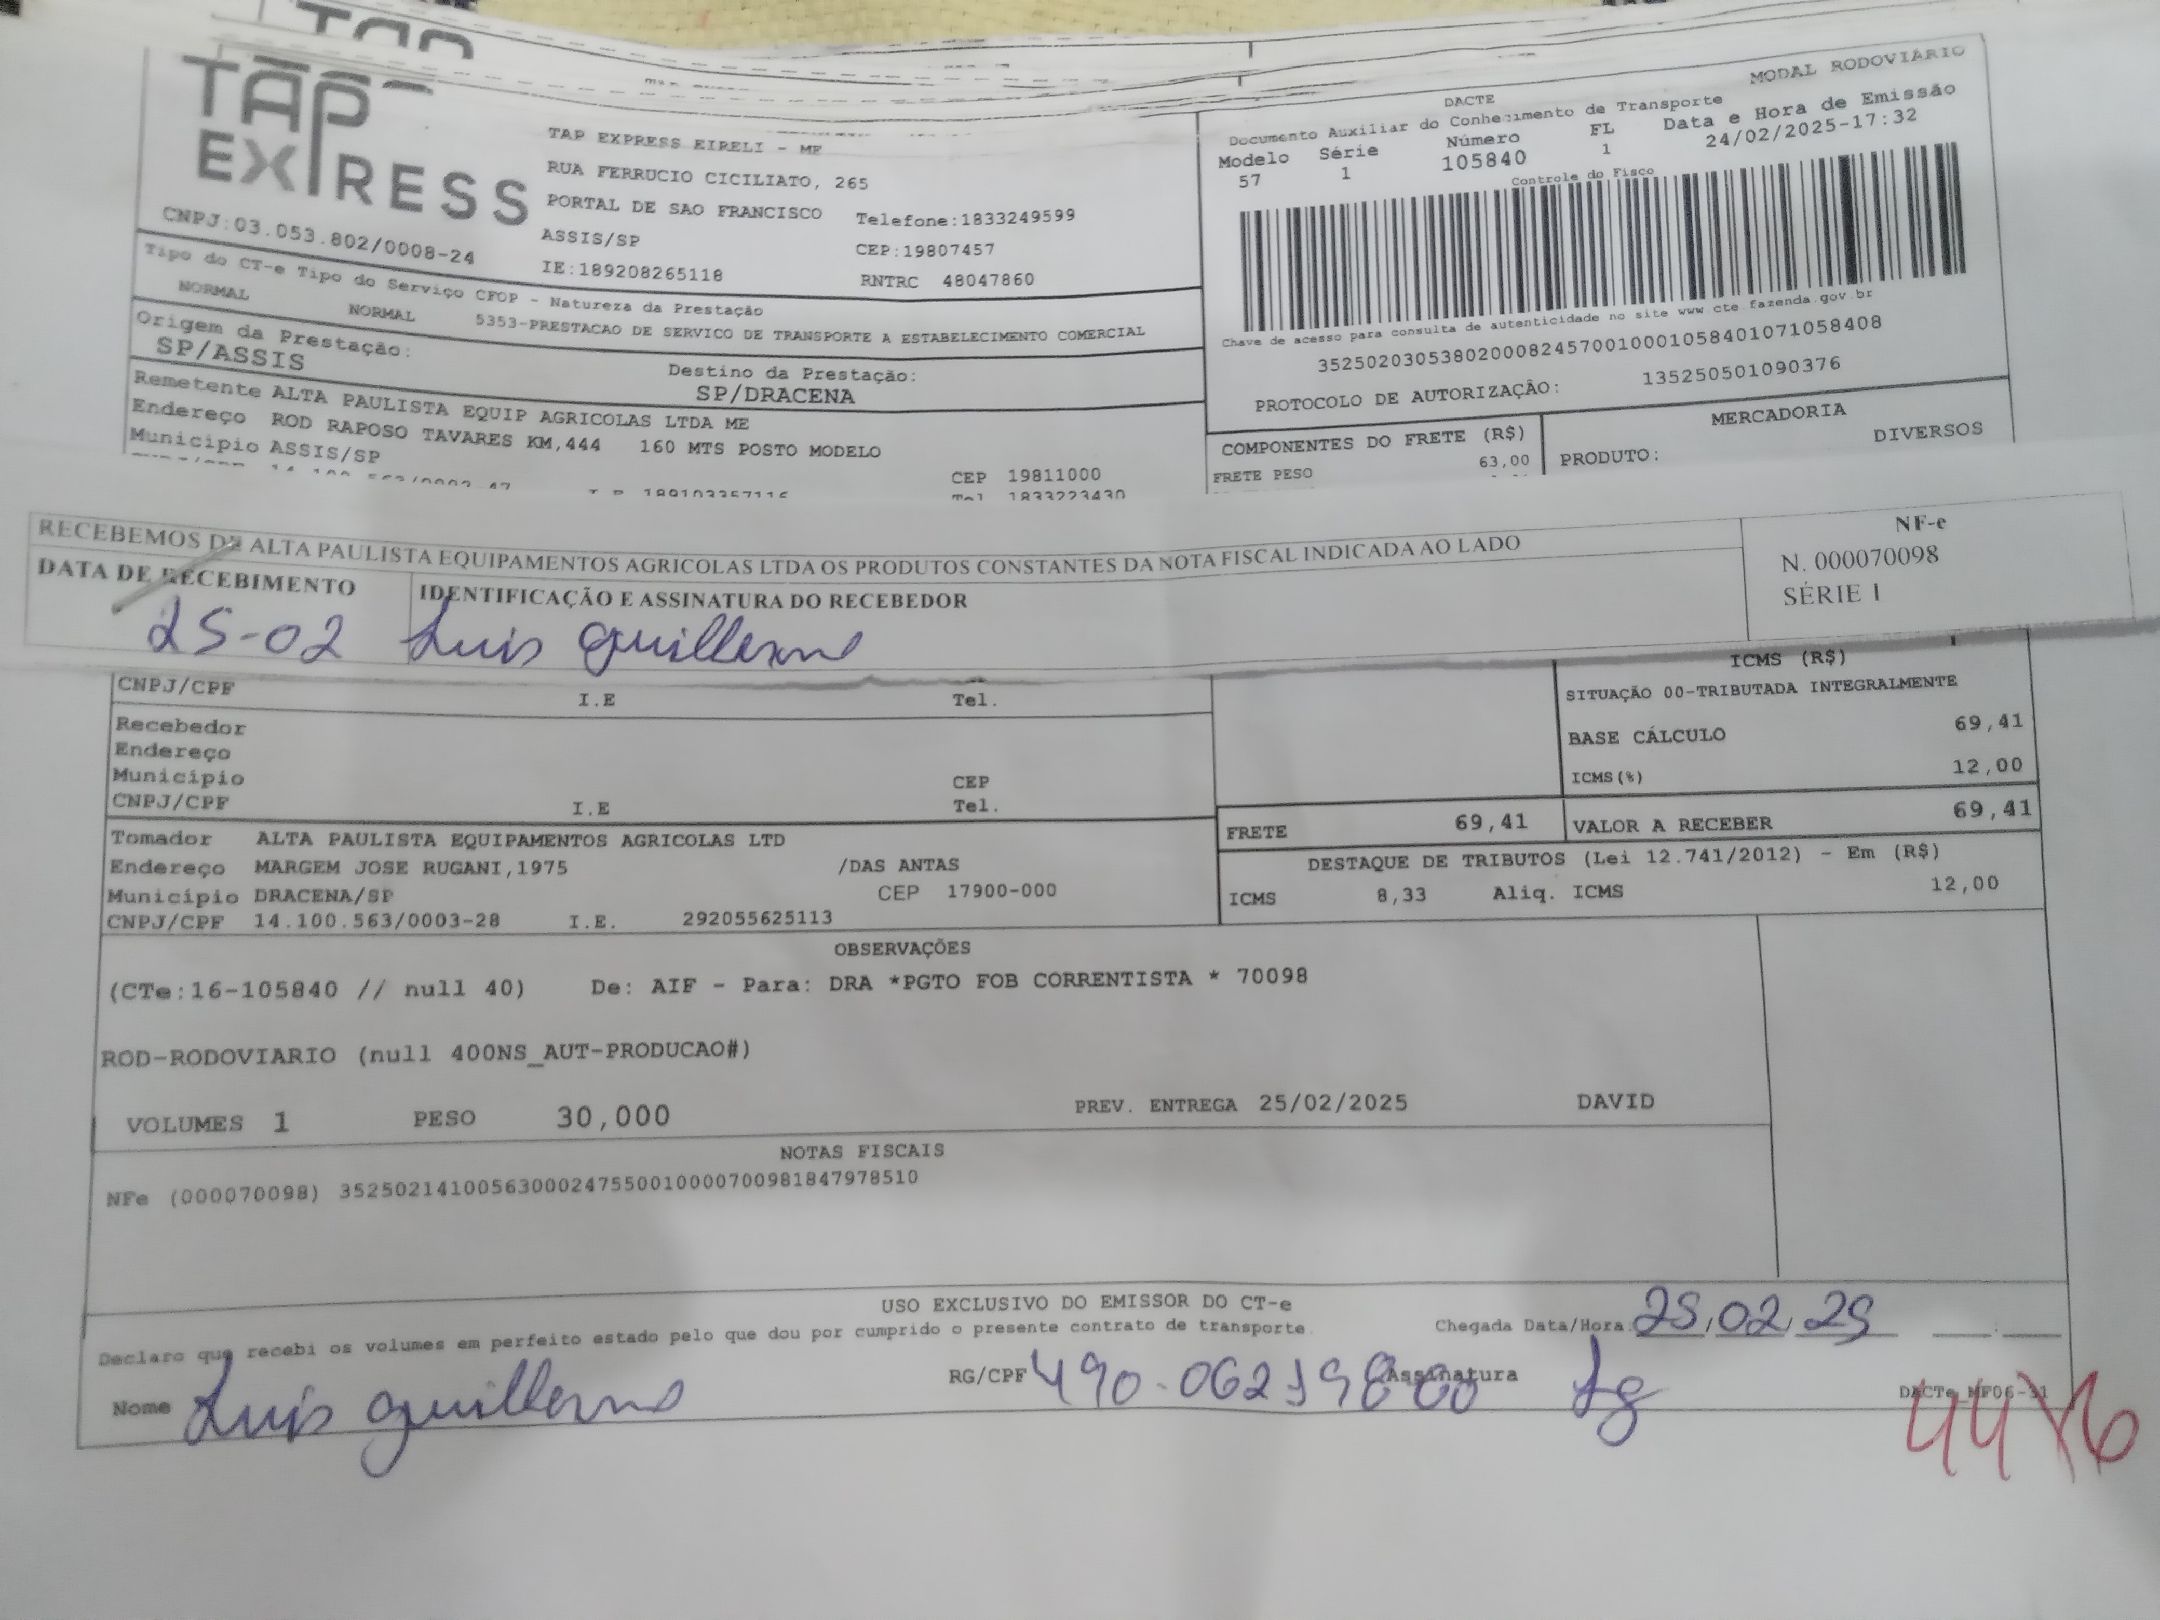 TAP EXPRESS
TAP EXPRESS EIRELI - ME
RUA FERRUCIO CICILIATO, 265
PORTAL DE SAO FRANCISCO Telefone:1833249599
ASSIS/SP CEP:19807457
CNPJ:03.053.802/0008-24 IE:189208265118 RNTRC 48047860
MODAL RODOVIÁRIO
DACTE
Documento Auxiliar do Conhecimento de Transporte
Modelo Série Número FL Data e Hora de Emissão
57 1 105840 1 24/02/2025-17:32
Controle do Fisco
Chave de acesso para consulta de autenticidade no site www.cte.fazenda.gov.br
35250203053802000824570010001058401071058408
PROTOCOLO DE AUTORIZAÇÃO: 135250501090376
Tipo do CT-e Tipo do Serviço CFOP - Natureza da Prestação
NORMAL NORMAL 5353-PRESTACAO DE SERVICO DE TRANSPORTE A ESTABELECIMENTO COMERCIAL
Origem da Prestação: Destino da Prestação:
SP/ASSIS SP/DRACENA
Remetente ALTA PAULISTA EQUIP AGRICOLAS LTDA ME
Endereço ROD RAPOSO TAVARES KM,444 160 MTS POSTO MODELO
Município ASSIS/SP CEP 19811000
Tel 1833223430
COMPONENTES DO FRETE (R$) MERCADORIA
FRETE PESO 63,00 PRODUTO: DIVERSOS
RECEBEMOS DE ALTA PAULISTA EQUIPAMENTOS AGRICOLAS LTDA OS PRODUTOS CONSTANTES DA NOTA FISCAL INDICADA AO LADO
DATA DE RECEBIMENTO IDENTIFICAÇÃO E ASSINATURA DO RECEBEDOR
25-02 Luis guillerme
NF-e
N. 000070098
SÉRIE 1
CNPJ/CPF I.E Tel.
Recebedor
Endereço
Município CEP
CNPJ/CPF I.E Tel.
ICMS (R$)
SITUAÇÃO 00-TRIBUTADA INTEGRALMENTE
BASE CÁLCULO 69,41
ICMS(%) 12,00
FRETE 69,41 VALOR A RECEBER 69,41
Tomador ALTA PAULISTA EQUIPAMENTOS AGRICOLAS LTD
Endereço MARGEM JOSE RUGANI,1975 /DAS ANTAS
Município DRACENA/SP CEP 17900-000
CNPJ/CPF 14.100.563/0003-28 I.E. 292055625113
DESTAQUE DE TRIBUTOS (Lei 12.741/2012) - Em (R$)
ICMS 8,33 Aliq. ICMS 12,00
OBSERVAÇÕES
(CTe:16-105840 // null 40) De: AIF - Para: DRA *PGTO FOB CORRENTISTA * 70098
ROD-RODOVIARIO (null 400NS_AUT-PRODUCAO#)
VOLUMES 1 PESO 30,000 PREV. ENTREGA 25/02/2025 DAVID
NOTAS FISCAIS
NFe (000070098) 35250214100563000247550010000700981847978510
USO EXCLUSIVO DO EMISSOR DO CT-e
Declaro que recebi os volumes em perfeito estado pelo que dou por cumprido o presente contrato de transporte. Chegada Data/Hora: 25/02/25
Nome Luis guillerme RG/CPF Assinatura Lg
DACTe_MF06-31